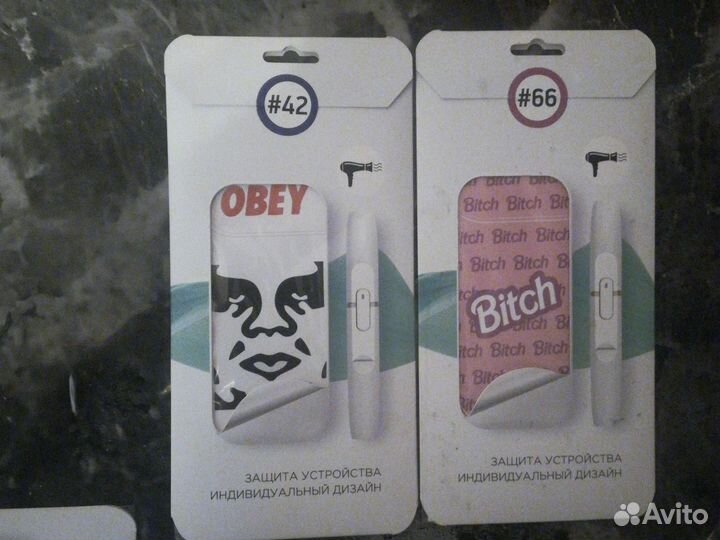 #42
OBEY
ЗАЩИТА УСТРОЙСТВА
ИНДИВИДУАЛЬНЫЙ ДИЗАЙН
#66
Bitch Bitch Bitch
Bitch Bitch
Bitch Bitch
Bitch
Bitch
Bitch Bitch
ЗАЩИТА УСТРОЙСТВА
ИНДИВИДУАЛЬНЫЙ ДИЗАЙН
Avito